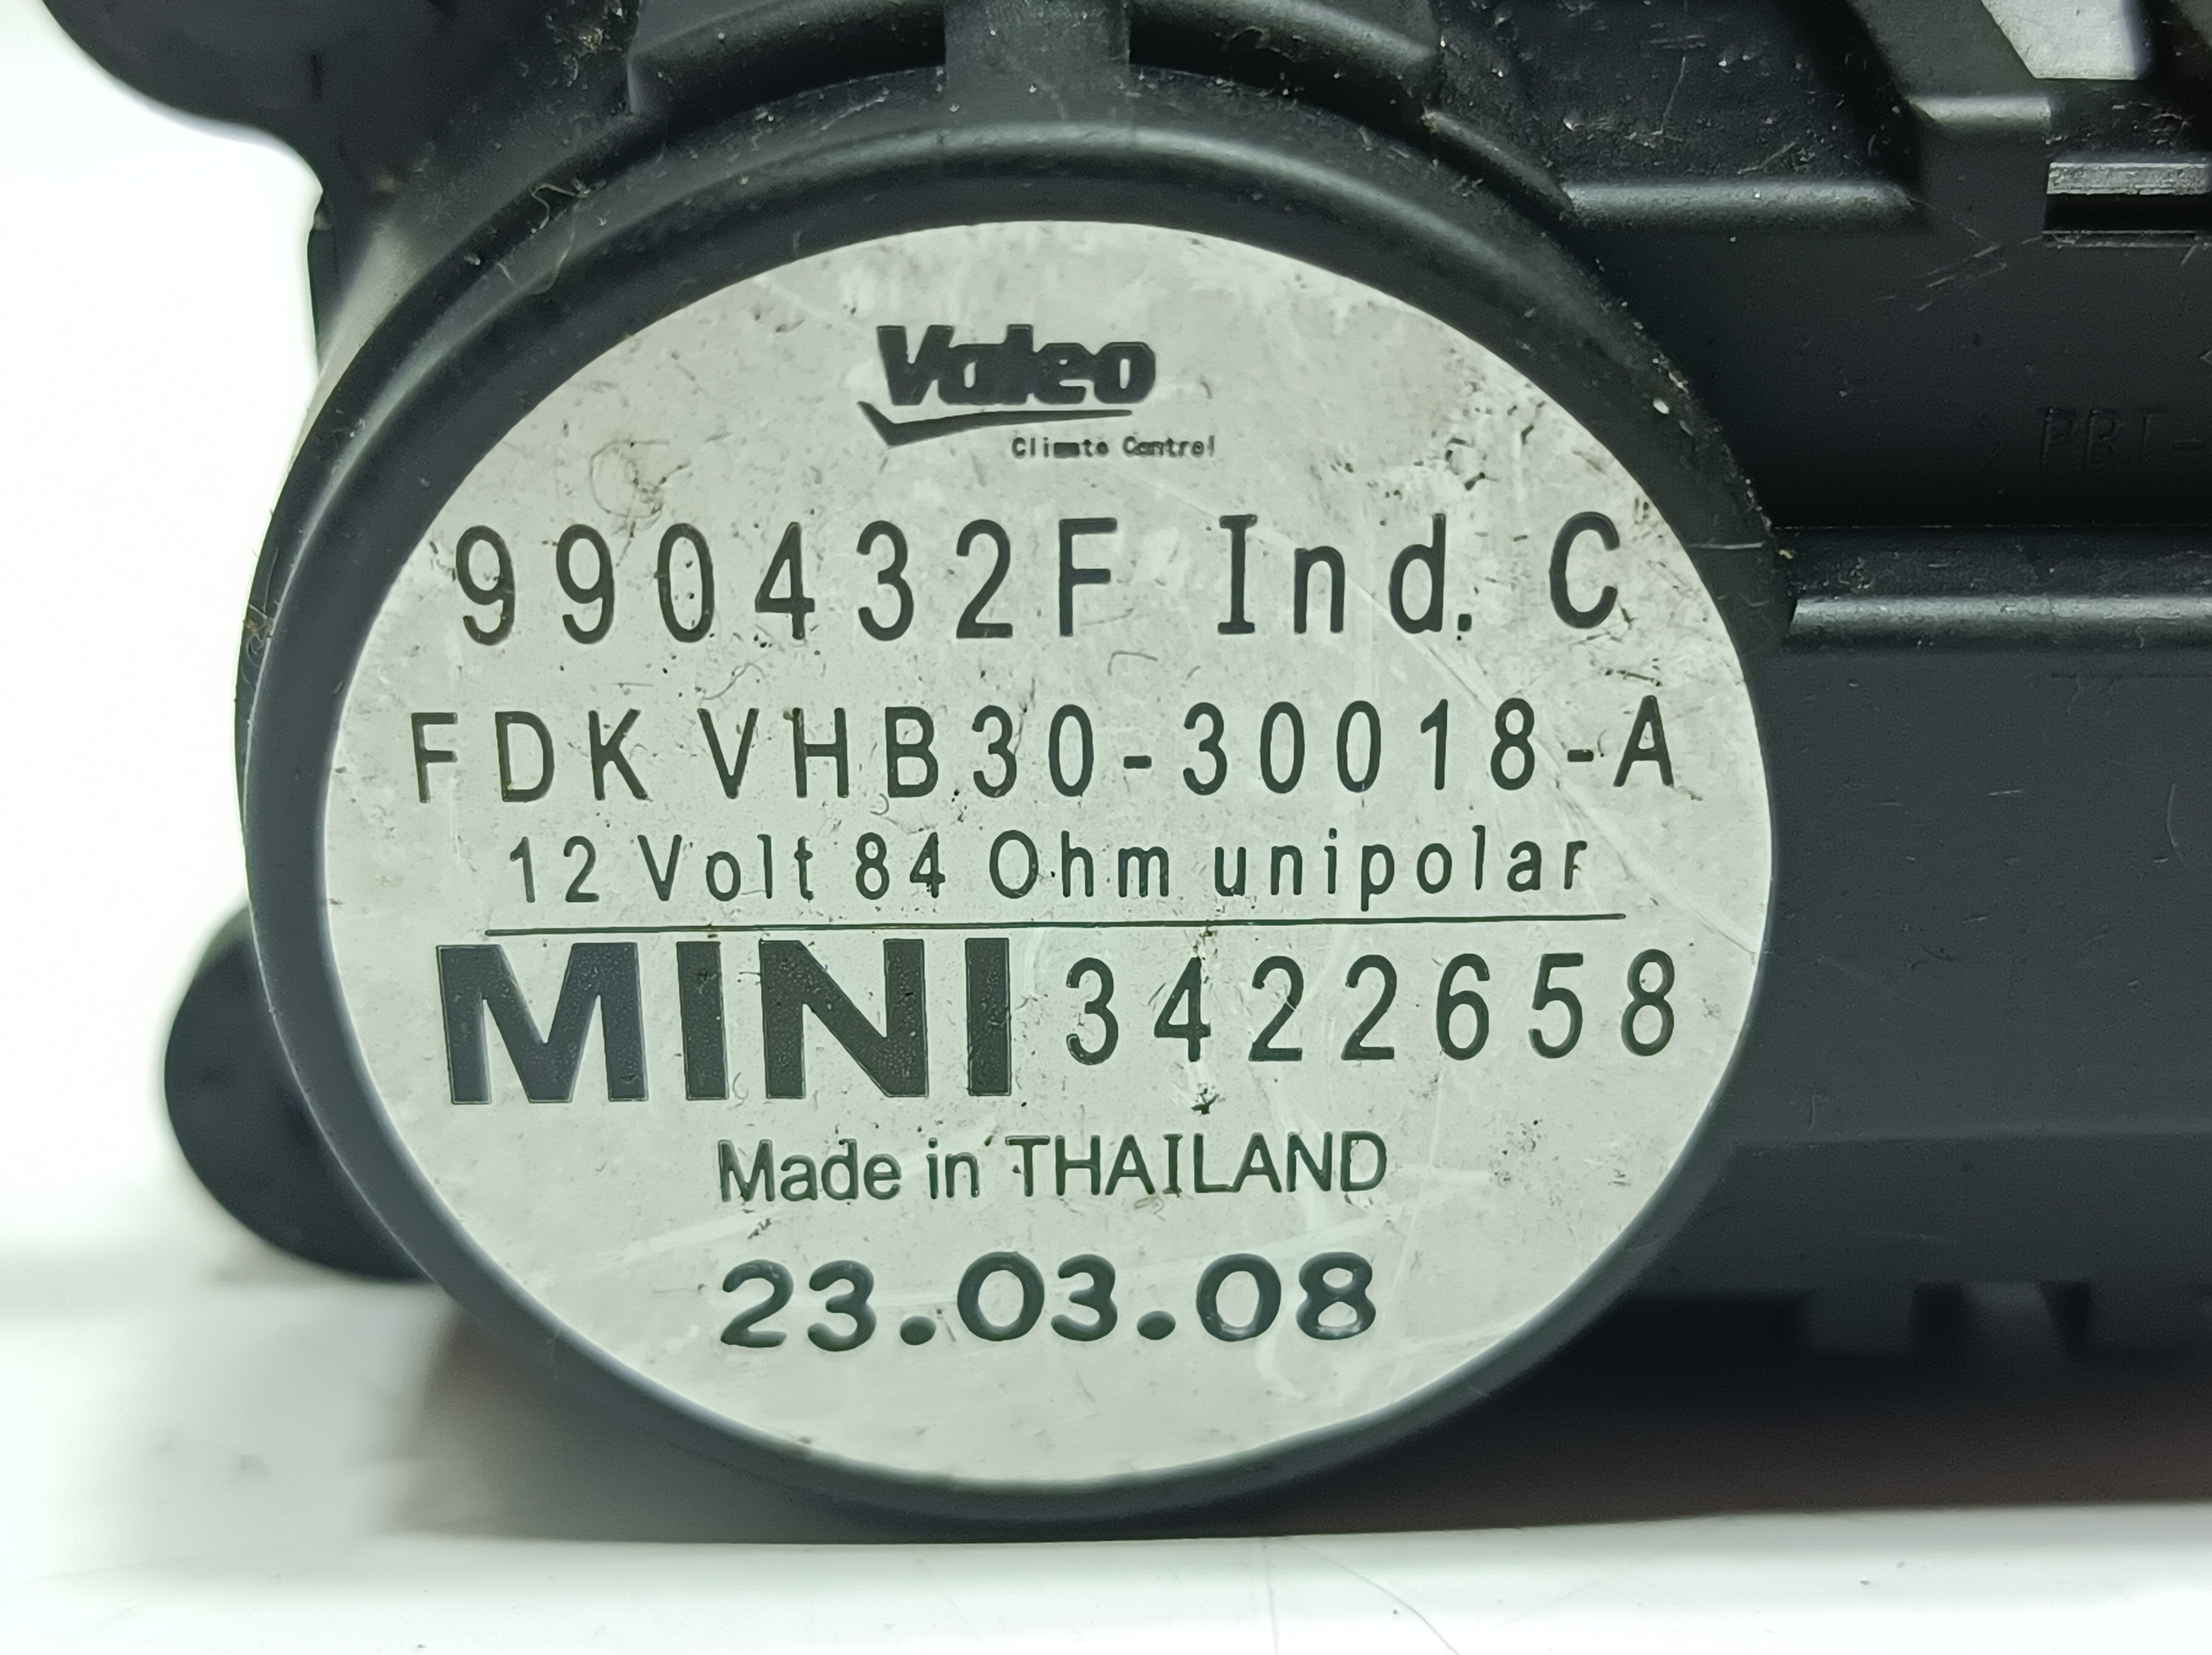 Valeo
Climate Control
990432F Ind. C
FDK VHB30-30018-A
12 Volt 84 Ohm unipolar
MINI 3422658
Made in THAILAND
23.03.08
>PBT-